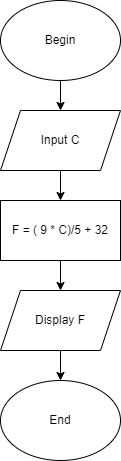 Begin
Input C
F = ( 9 * C)/5 + 32
Display F
End